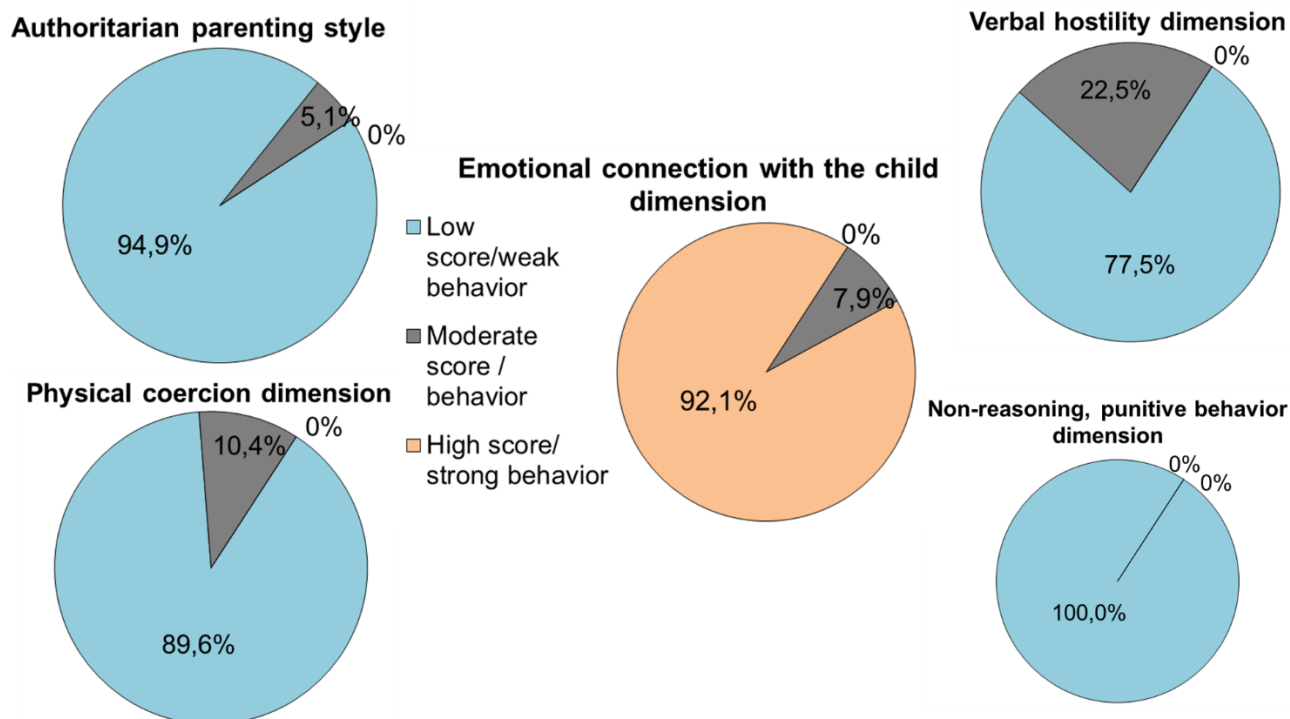 Authoritarian parenting style
5,1%
0%
94,9%
Verbal hostility dimension
0%
22,5%
77,5%
Emotional connection with the child
dimension
0%
7,9%
92,1%
Low
score/weak
behavior
Moderate
score /
behavior
High score/
strong behavior
Physical coercion dimension
0%
10,4%
89,6%
Non-reasoning, punitive behavior
dimension
0%
0%
100,0%